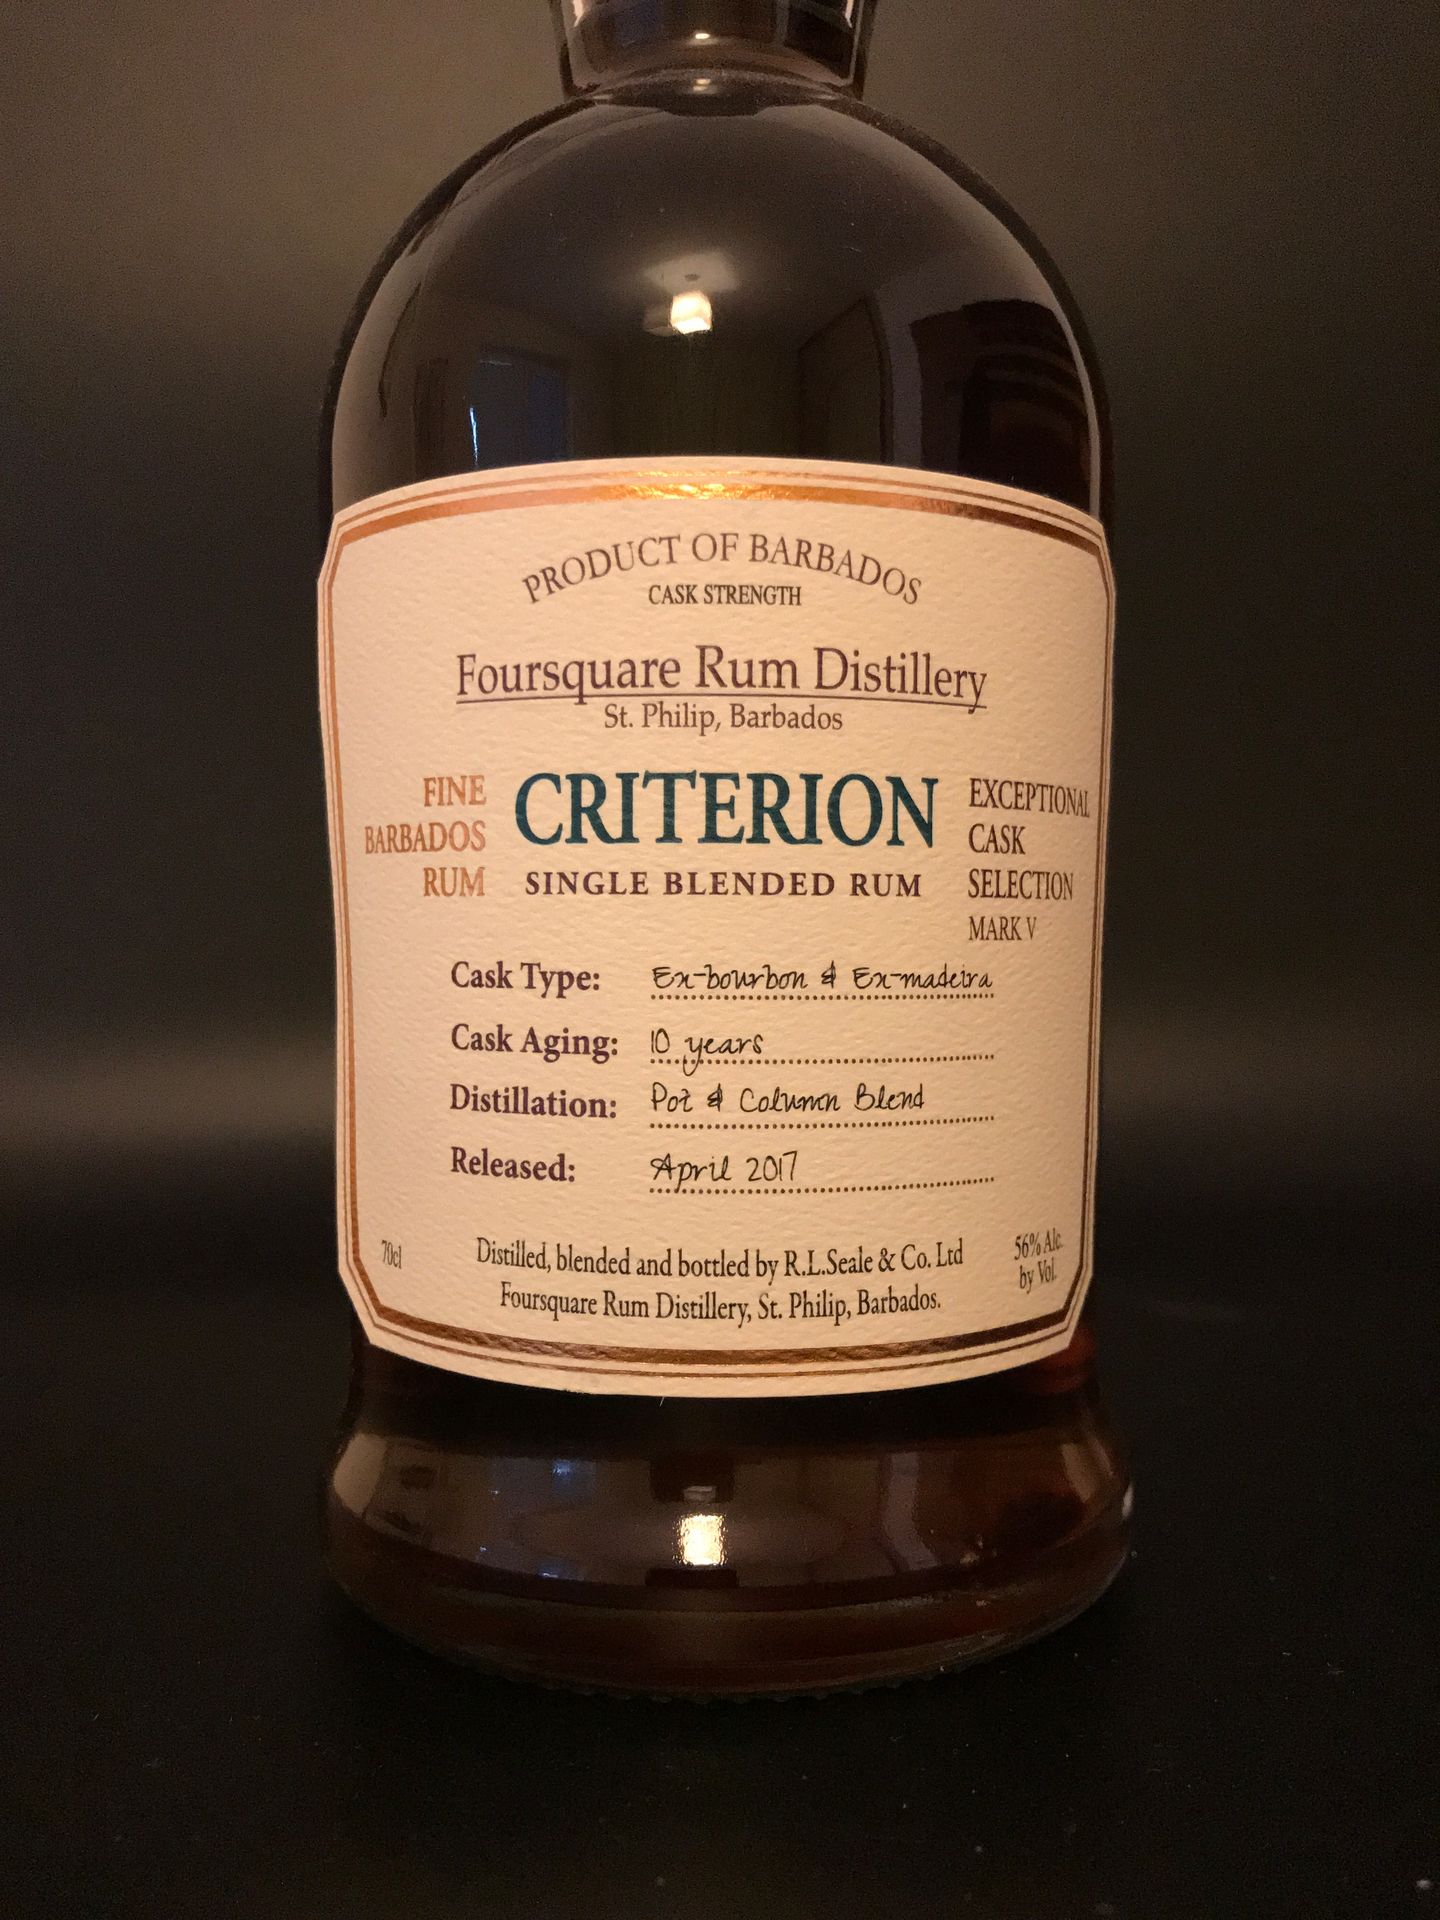 PRODUCT OF BARBADOS
CASK STRENGTH
Foursquare Rum Distillery
St. Philip, Barbados
FINE
BARBADOS
RUM
CRITERION
SINGLE BLENDED RUM
EXCEPTIONAL
CASK
SELECTION
MARK V
Cask Type: Ex-bourbon & Ex-madeira
Cask Aging: 10 years
Distillation: Pot & Column Blend
Released: April 2017
70cl
Distilled, blended and bottled by R.L.Seale & Co. Ltd
Foursquare Rum Distillery, St. Philip, Barbados.
56% Alc.
by Vol.